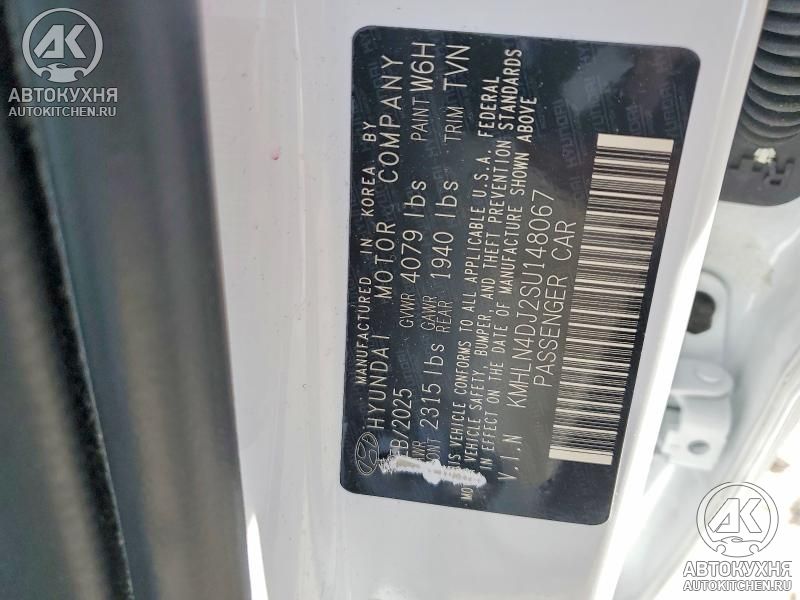 AK
АВТОКУХНЯ
AUTOKITCHEN.RU
MANUFACTURED IN KOREA BY
HYUNDAI MOTOR COMPANY
B/2025 GVWR 4079 lbs PAINT W6H
2315 lbs GAWR REAR 1940 lbs TRIM TVN
VEHICLE CONFORMS TO ALL APPLICABLE U.S.A. FEDERAL
VEHICLE SAFETY, BUMPER, AND THEFT PREVENTION STANDARDS
IN EFFECT ON THE DATE OF MANUFACTURE SHOWN ABOVE
V.I.N KMHLN4DJ2SU148067
PASSENGER CAR
AK
АВТОКУХНЯ
AUTOKITCHEN.RU